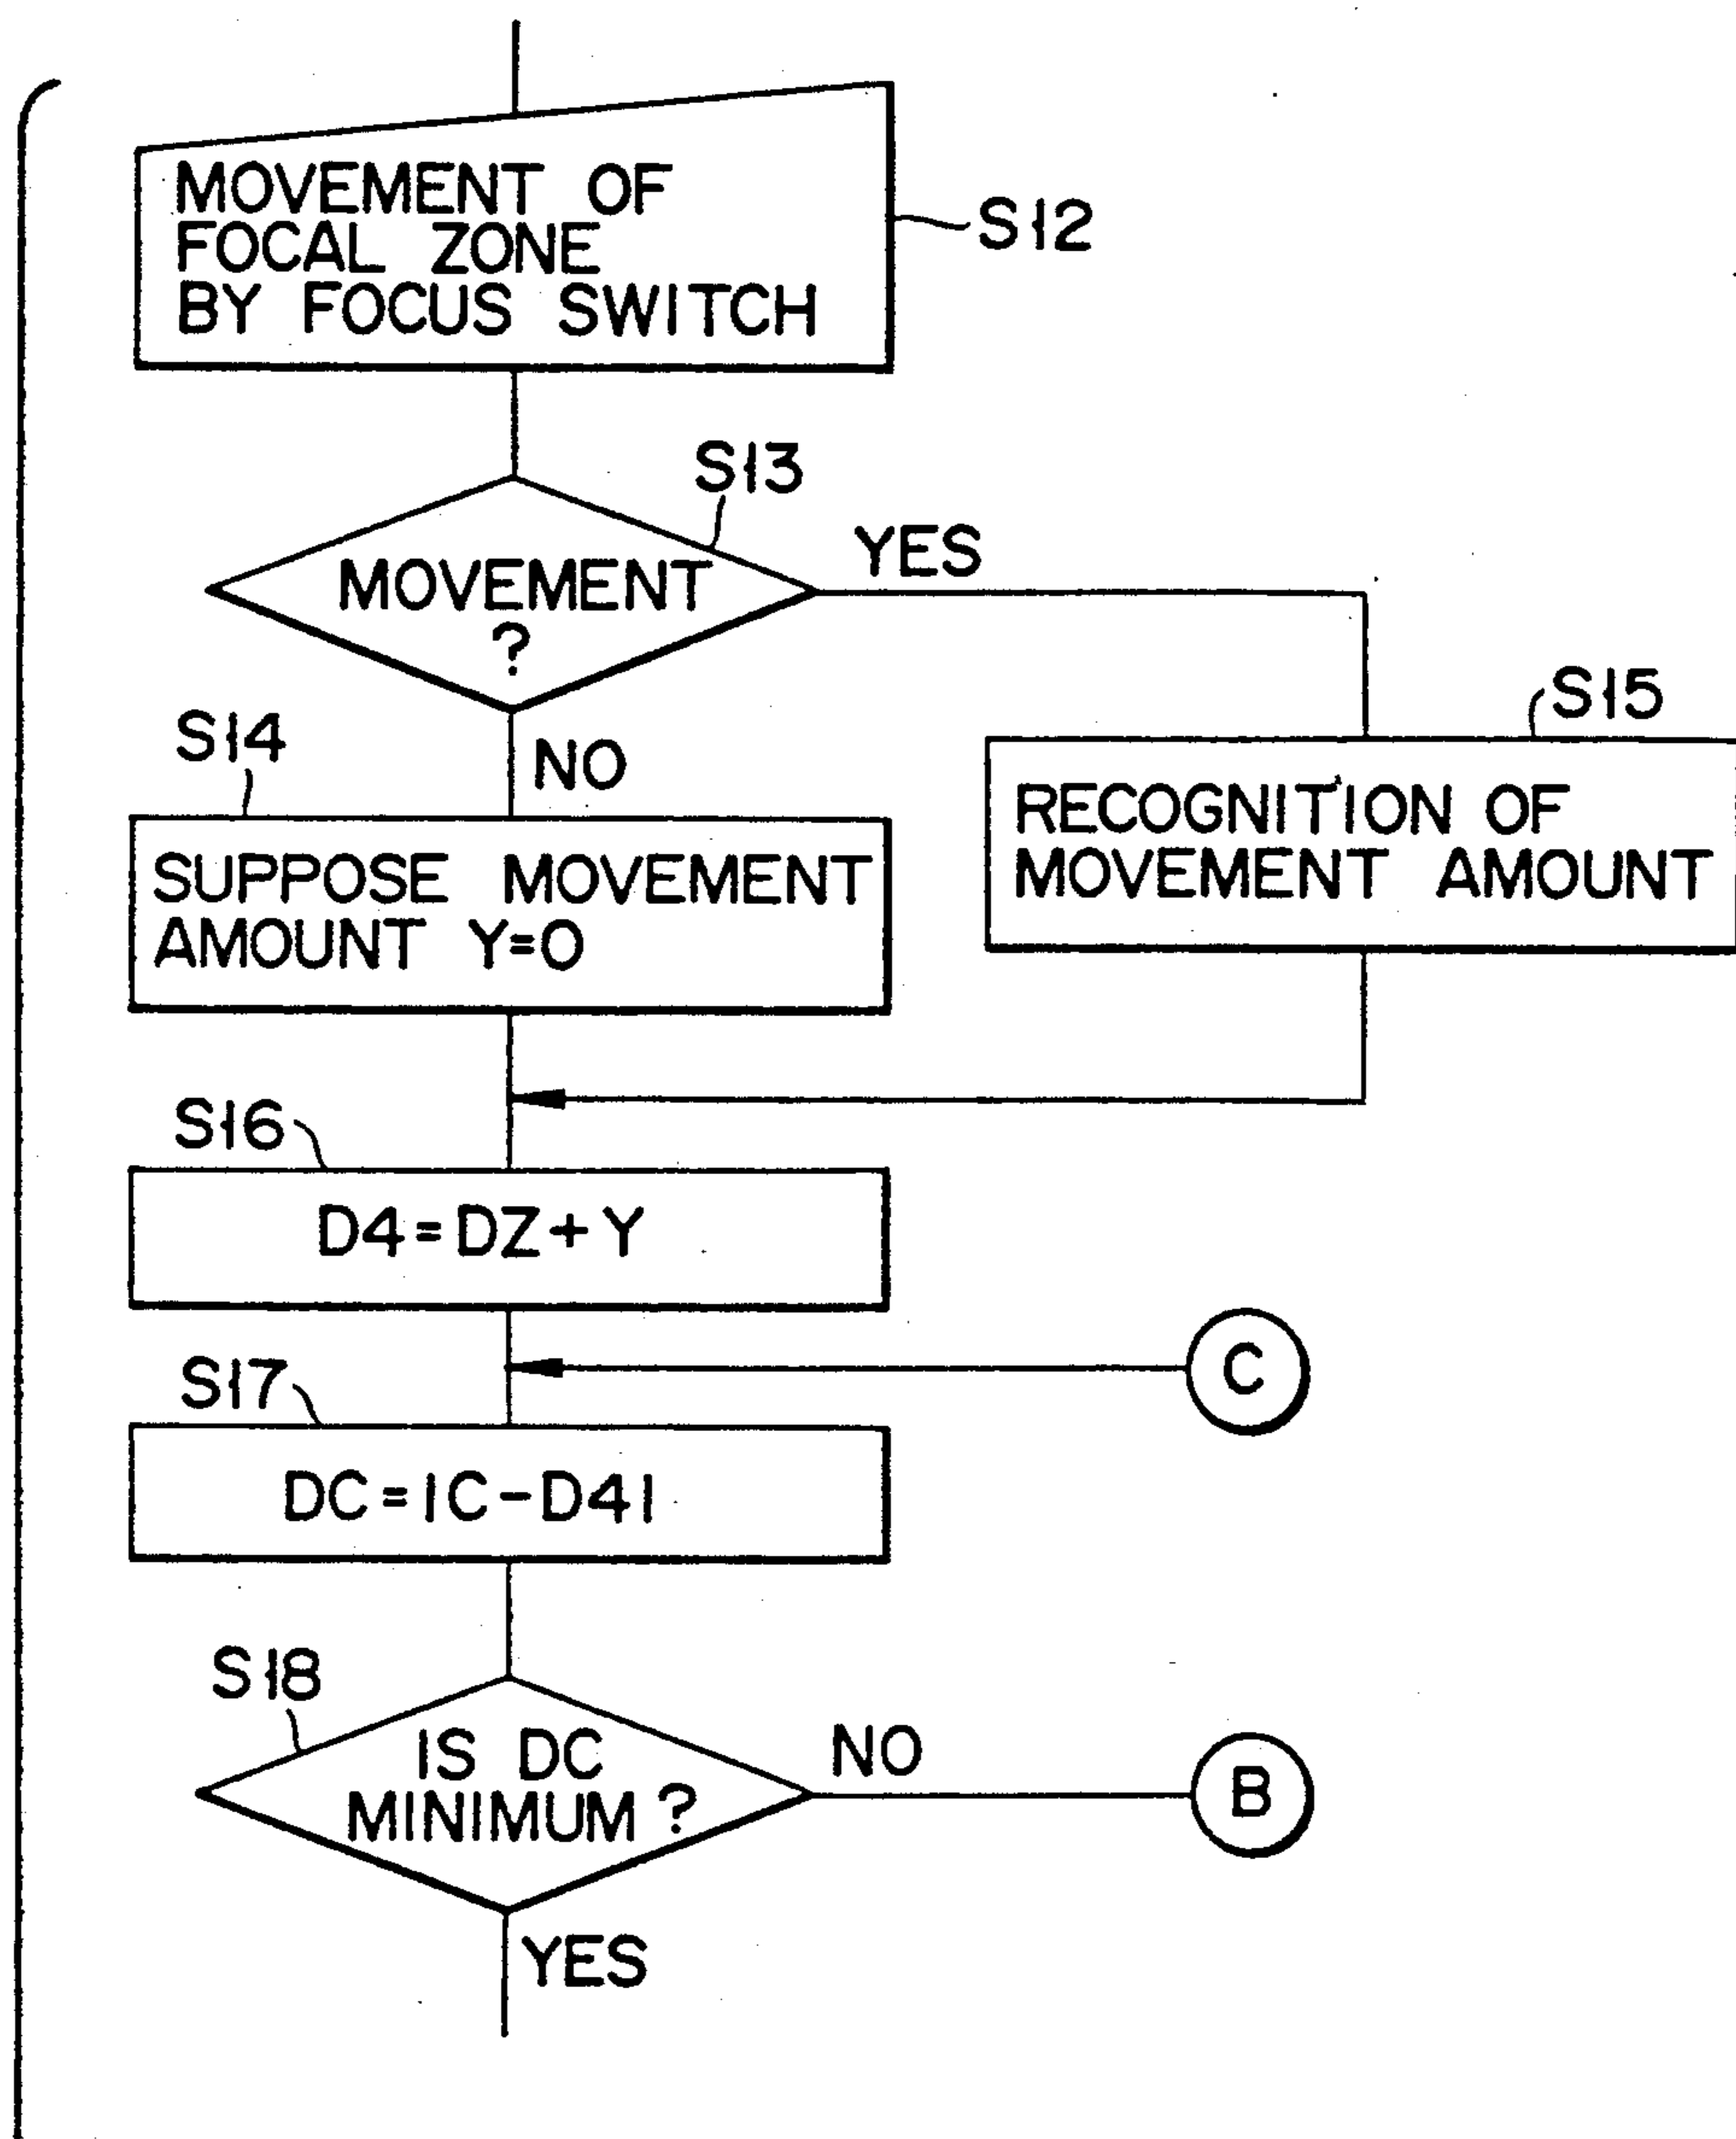 MOVEMENT OF
FOCAL ZONE
BY FOCUS SWITCH
S12
S13
MOVEMENT
?
YES
NO
S14
SUPPOSE MOVEMENT
AMOUNT Y=0
S15
RECOGNITION OF
MOVEMENT AMOUNT
S16
D4=DZ+Y
C
S17
DC=|C-D4|
S18
IS DC
MINIMUM?
NO
B
YES